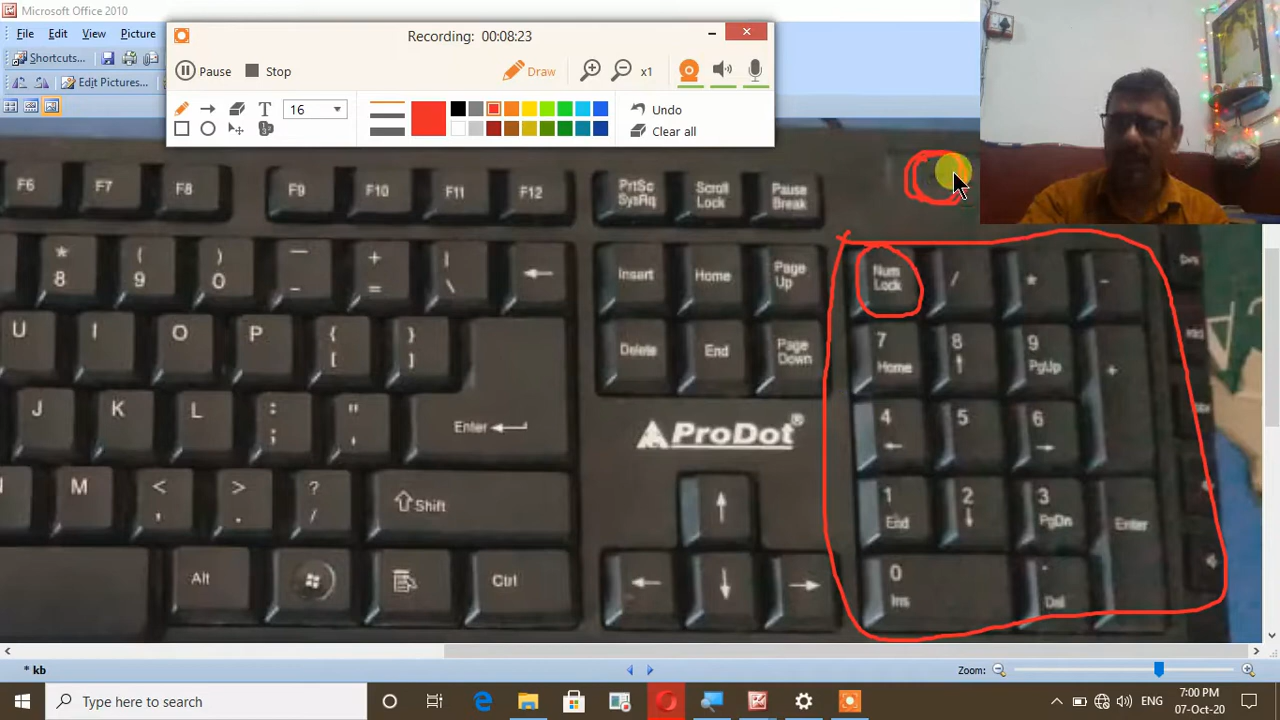 Microsoft Office 2010
File Edit View Picture
Shortcuts...
Edit Pictures...
Recording: 00:08:23
Pause Stop Draw x1
T 16 Undo
Clear all
F6 F7 F8 F9 F10 F11 F12 PrtSc SysRq Scroll Lock Pause Break
* 8 ( 9 ) 0 — - + = | \ ← Insert Home Page Up Num Lock / * -
U I O P { [ } ] Delete End Page Down 7 Home 8 ↑ 9 PgUp +
J K L : ; " ' Enter ProDot® 4 ← 5 6 →
M < , > . ? / Shift ↑ 1 End 2 ↓ 3 PgDn Enter
Alt Ctrl ← ↓ → 0 Ins . Del
* kb Zoom:
Type here to search ENG 7:00 PM
07-Oct-20